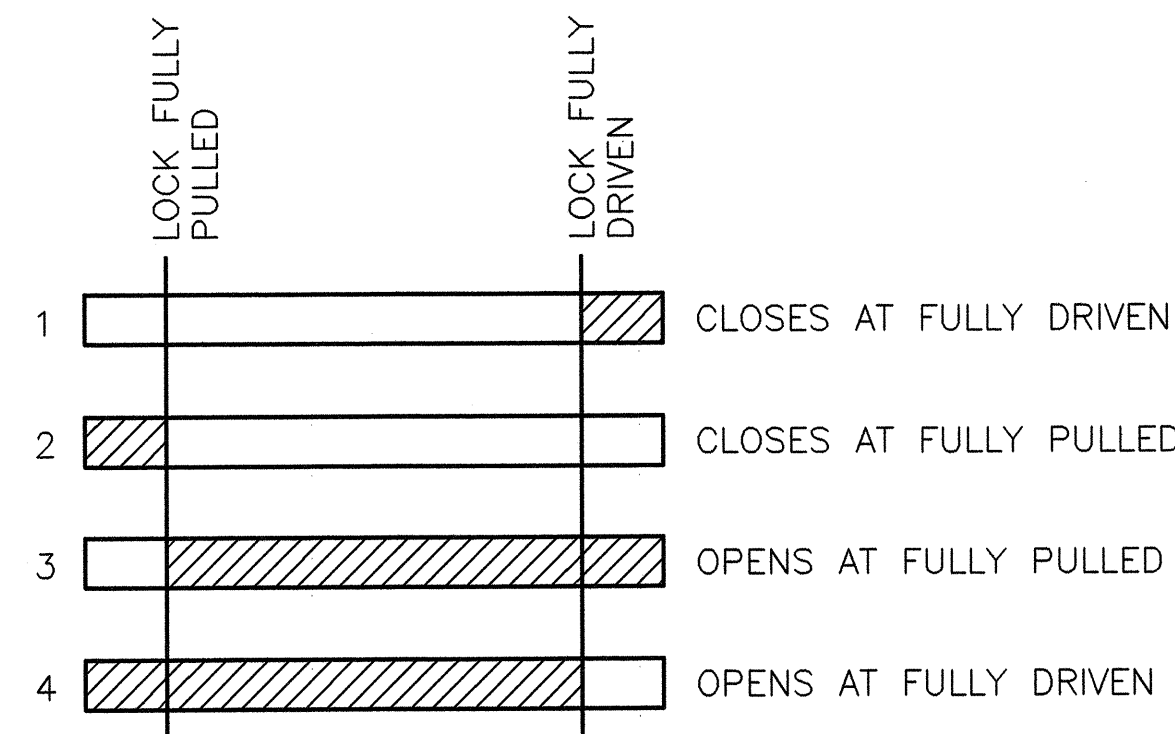 LOCK FULLY
PULLED
LOCK FULLY
DRIVEN
1 CLOSES AT FULLY DRIVEN
2 CLOSES AT FULLY PULLED
3 OPENS AT FULLY PULLED
4 OPENS AT FULLY DRIVEN